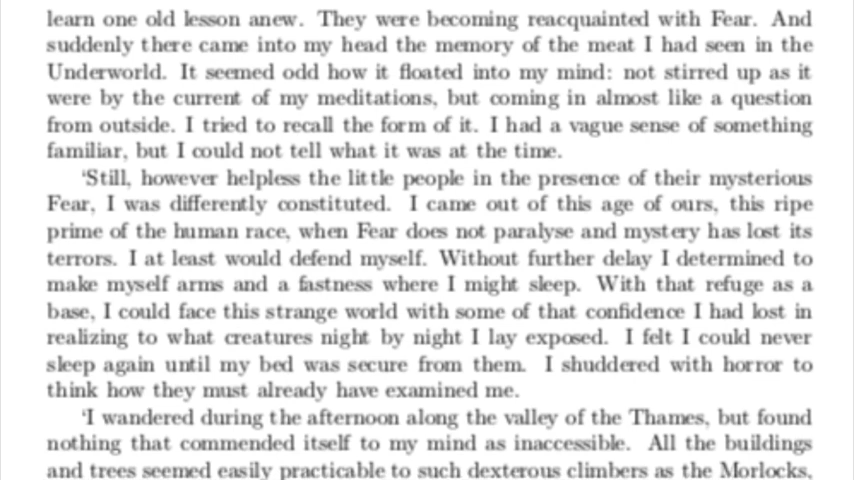 learn one old lesson anew. They were becoming reacquainted with Fear. And
suddenly there came into my head the memory of the meat I had seen in the
Underworld. It seemed odd how it floated into my mind: not stirred up as it
were by the current of my meditations, but coming in almost like a question
from outside. I tried to recall the form of it. I had a vague sense of something
familiar, but I could not tell what it was at the time.
‘Still, however helpless the little people in the presence of their mysterious
Fear, I was differently constituted. I came out of this age of ours, this ripe
prime of the human race, when Fear does not paralyse and mystery has lost its
terrors. I at least would defend myself. Without further delay I determined to
make myself arms and a fastness where I might sleep. With that refuge as a
base, I could face this strange world with some of that confidence I had lost in
realizing to what creatures night by night I lay exposed. I felt I could never
sleep again until my bed was secure from them. I shuddered with horror to
think how they must already have examined me.
‘I wandered during the afternoon along the valley of the Thames, but found
nothing that commended itself to my mind as inaccessible. All the buildings
and trees seemed easily practicable to such dexterous climbers as the Morlocks,